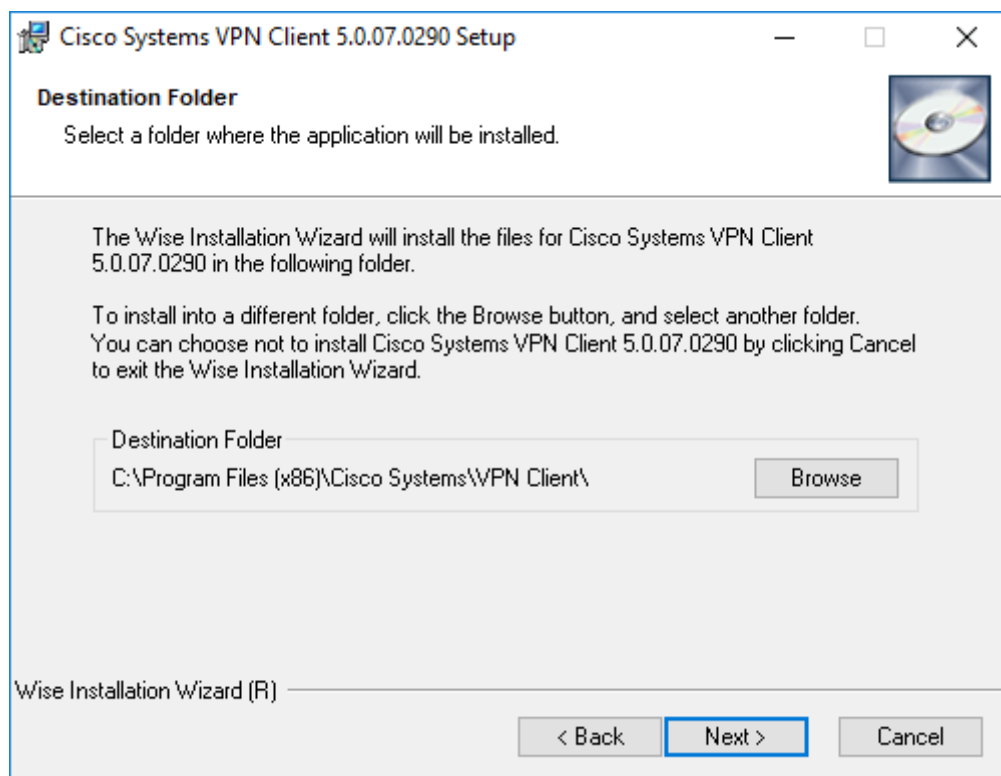 Cisco Systems VPN Client 5.0.07.0290 Setup
Destination Folder
Select a folder where the application will be installed.
The Wise Installation Wizard will install the files for Cisco Systems VPN Client
5.0.07.0290 in the following folder.
To install into a different folder, click the Browse button, and select another folder.
You can choose not to install Cisco Systems VPN Client 5.0.07.0290 by clicking Cancel
to exit the Wise Installation Wizard.
Destination Folder
C:\Program Files (x86)\Cisco Systems\VPN Client\ Browse
Wise Installation Wizard (R)
< Back Next > Cancel